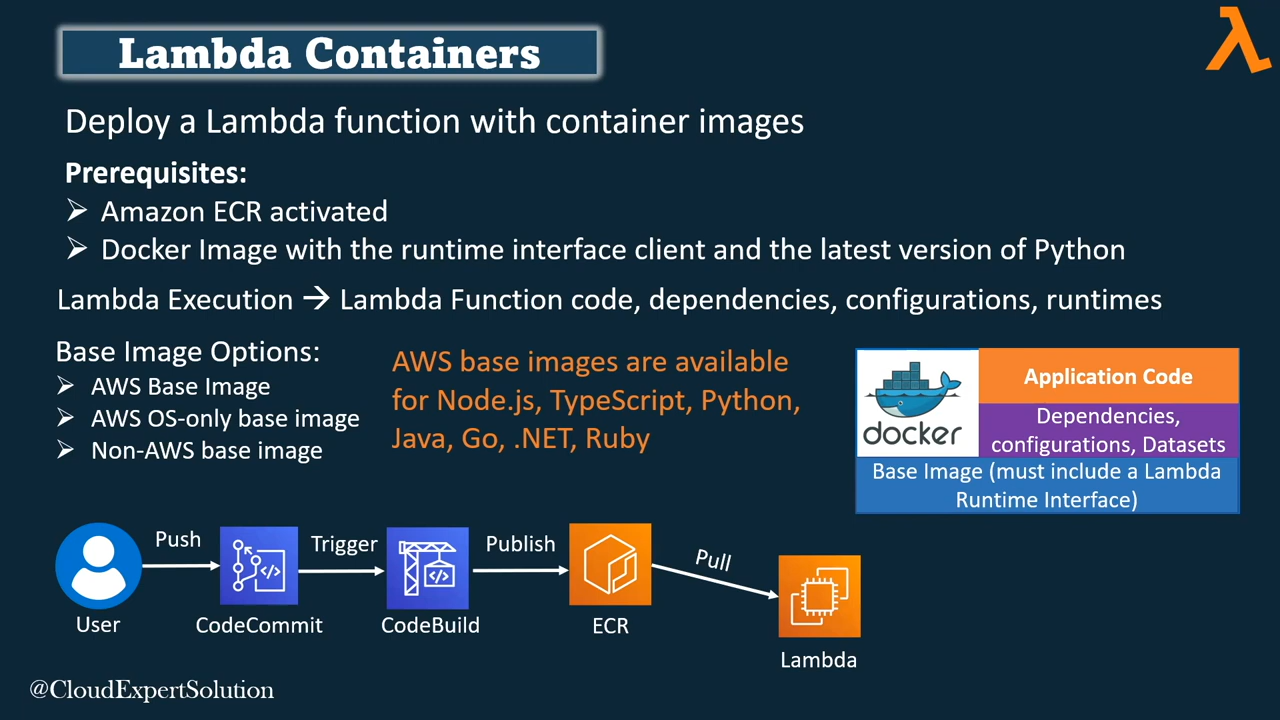 Lambda Containers
Deploy a Lambda function with container images
Prerequisites:
Amazon ECR activated
Docker Image with the runtime interface client and the latest version of Python
Lambda Execution → Lambda Function code, dependencies, configurations, runtimes
Base Image Options:
AWS Base Image
AWS OS-only base image
Non-AWS base image
AWS base images are available
for Node.js, TypeScript, Python,
Java, Go, .NET, Ruby
docker
Application Code
Dependencies,
configurations, Datasets
Base Image (must include a Lambda
Runtime Interface)
Push
Trigger
Publish
Pull
User
CodeCommit
CodeBuild
ECR
Lambda
@CloudExpertSolution